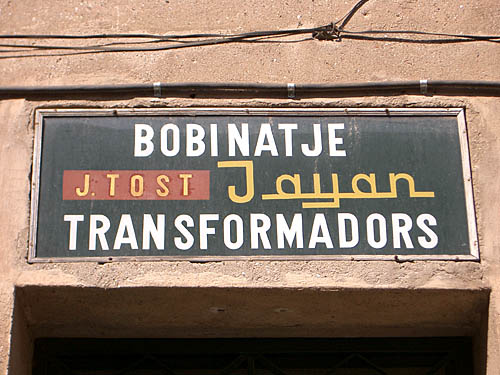 BOBINATJE
J. TOST Jayan
TRANSFORMADORS